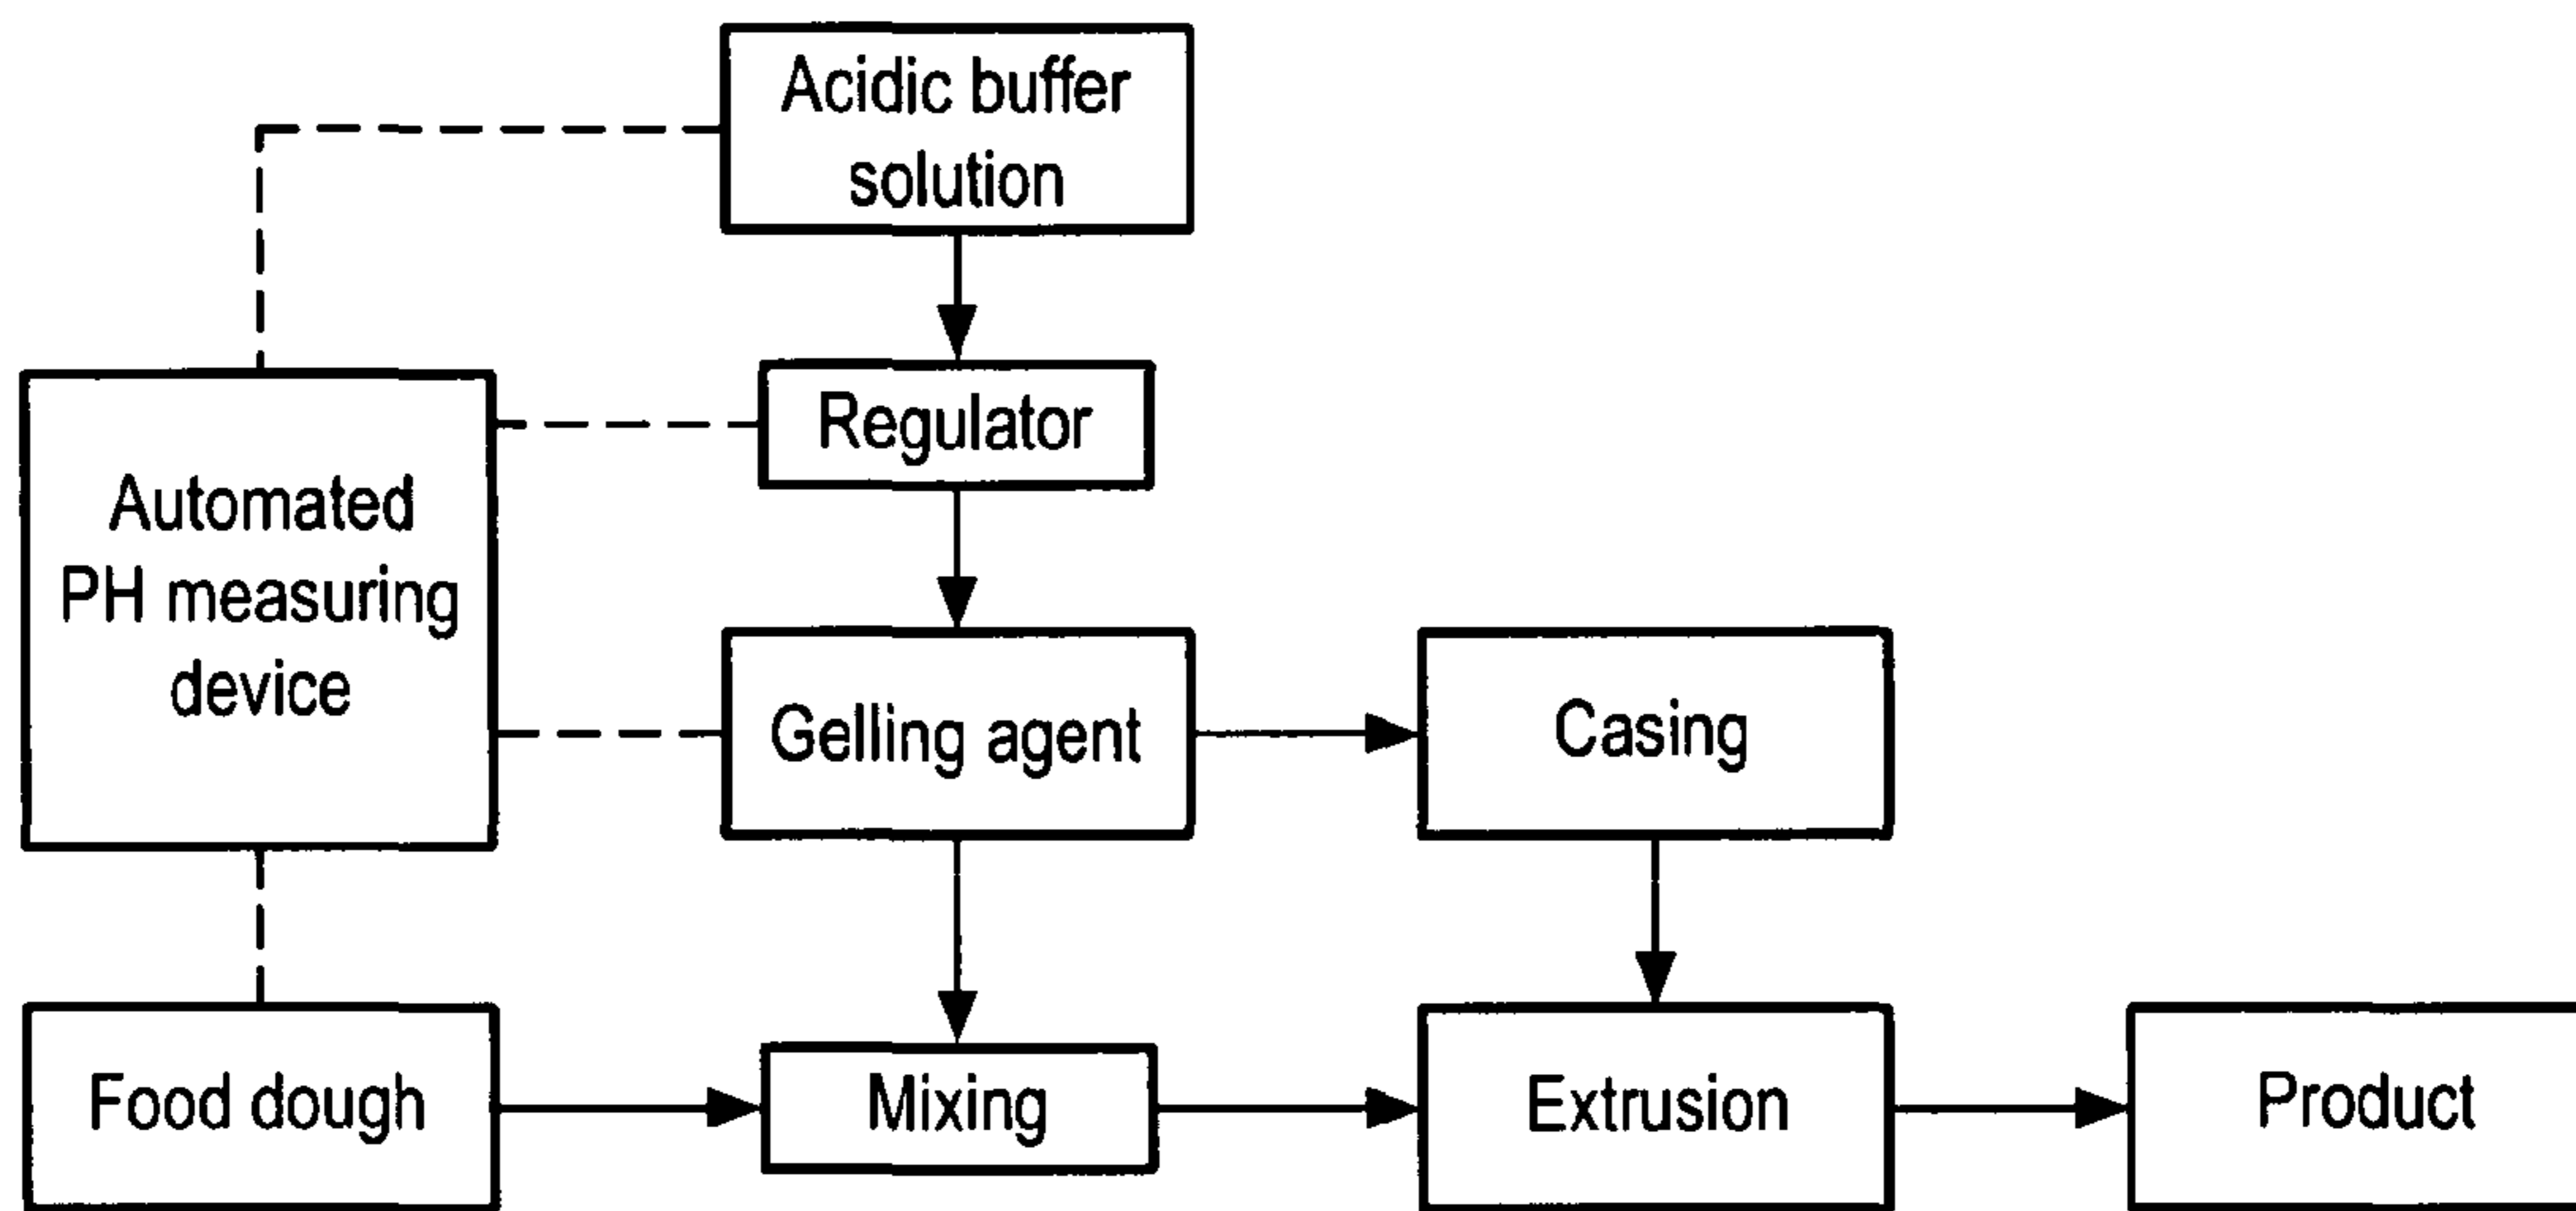 Acidic buffer
solution
Regulator
Automated
PH measuring
device
Gelling agent
Casing
Food dough
Mixing
Extrusion
Product